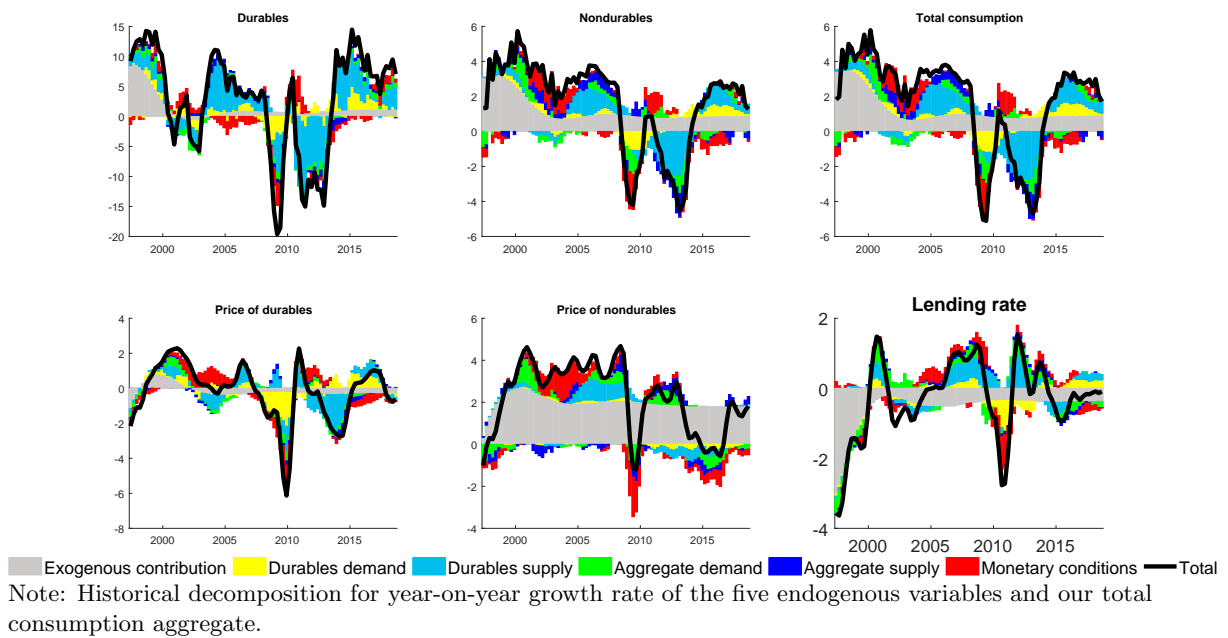 Durables
Nondurables
Total consumption
15
10
5
0
-5
-10
-15
-20
2000 2005 2010 2015
6
4
2
0
-2
-4
-6
2000 2005 2010 2015
6
4
2
0
-2
-4
-6
2000 2005 2010 2015
Price of durables
Price of nondurables
Lending rate
4
2
0
-2
-4
-6
-8
2000 2005 2010 2015
6
4
2
0
-2
-4
2000 2005 2010 2015
2
0
-2
-4
2000 2005 2010 2015
Exogenous contribution Durables demand Durables supply Aggregate demand Aggregate supply Monetary conditions Total
Note: Historical decomposition for year-on-year growth rate of the five endogenous variables and our total
consumption aggregate.